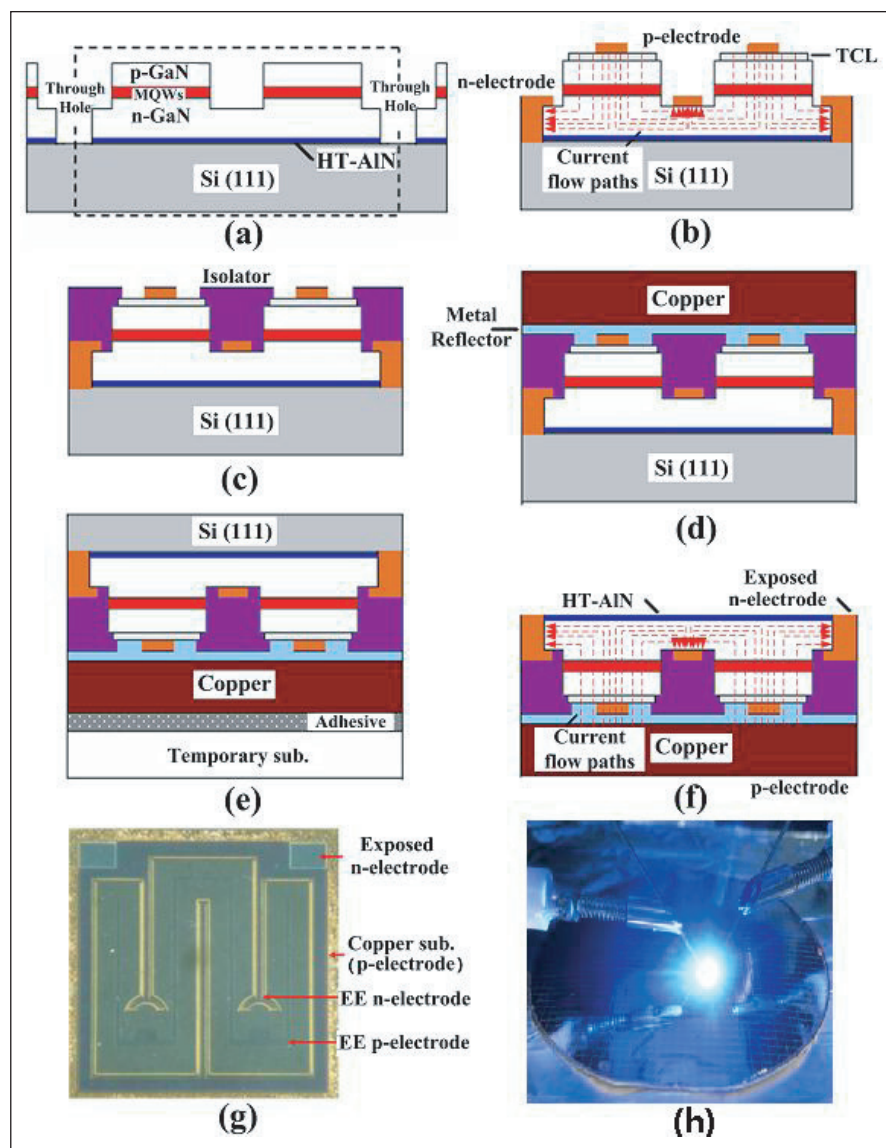 p-GaN
Through
Hole
MQWs
Through
Hole
n-GaN
HT-AlN
Si (111)
(a)
p-electrode
TCL
n-electrode
Current
flow paths
Si (111)
(b)
Isolator
Si (111)
(c)
Copper
Metal
Reflector
Si (111)
(d)
Si (111)
Copper
Adhesive
Temporary sub.
(e)
Exposed
n-electrode
HT-AlN
Current
flow paths
Copper
p-electrode
(f)
Exposed
n-electrode
Copper sub.
(p-electrode)
EE n-electrode
EE p-electrode
(g)
(h)